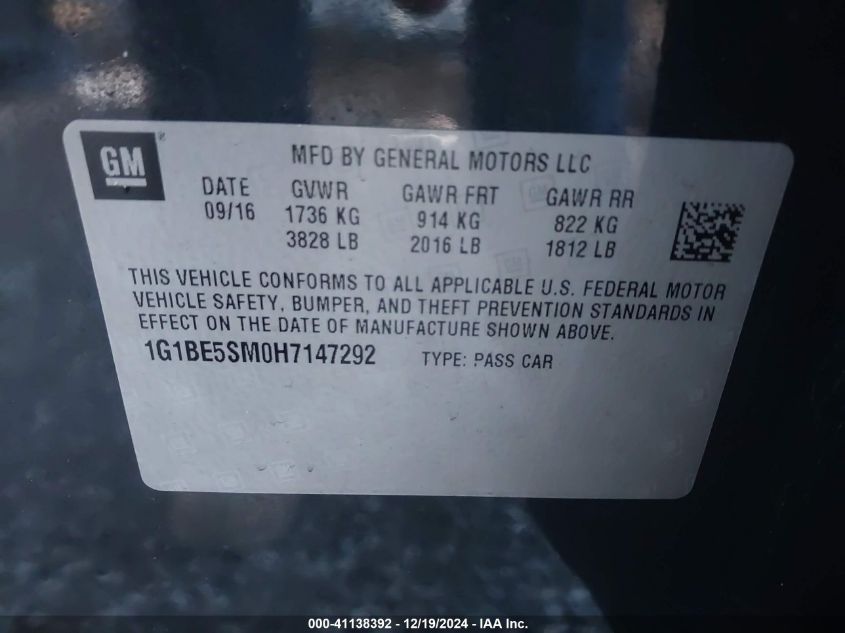 GM
MFD BY GENERAL MOTORS LLC
DATE GVWR GAWR FRT GAWR RR
09/16 1736 KG 914 KG 822 KG
3828 LB 2016 LB 1812 LB
THIS VEHICLE CONFORMS TO ALL APPLICABLE U.S. FEDERAL MOTOR
VEHICLE SAFETY, BUMPER, AND THEFT PREVENTION STANDARDS IN
EFFECT ON THE DATE OF MANUFACTURE SHOWN ABOVE.
1G1BE5SM0H7147292 TYPE: PASS CAR
000-41138392 - 12/19/2024 - IAA Inc.